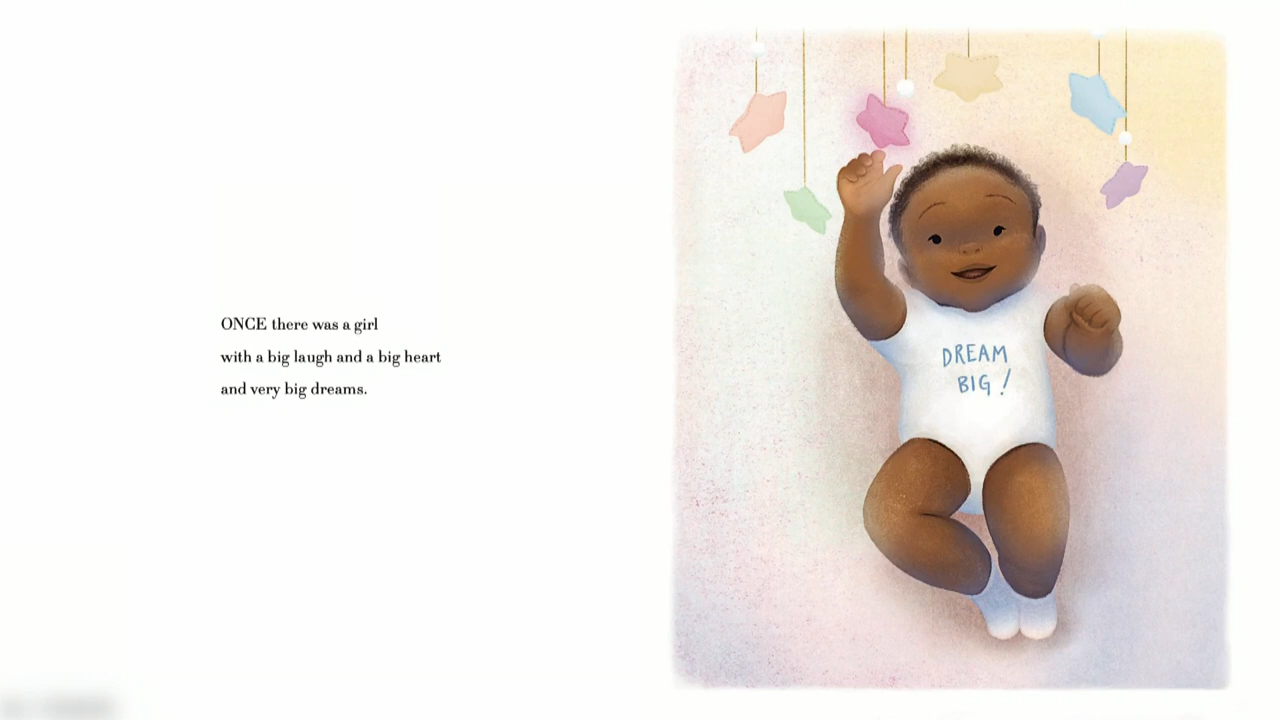 ONCE there was a girl
with a big laugh and a big heart
and very big dreams.
DREAM
BIG!